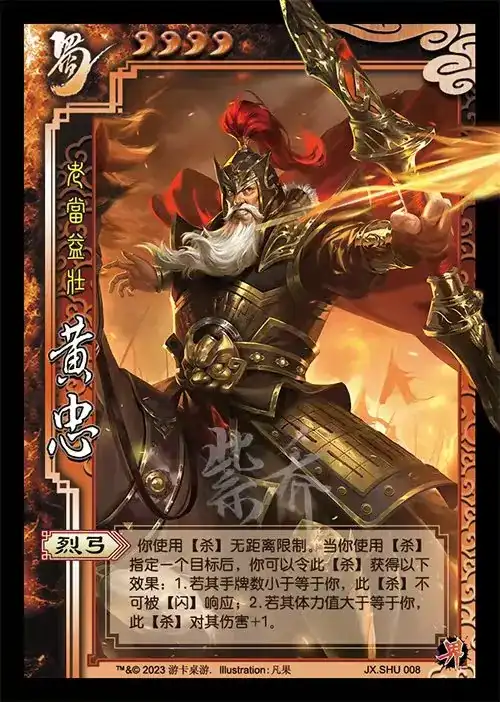 蜀
老當益壯
黄忠
紫乔
烈弓
你使用【杀】无距离限制。当你使用【杀】
指定一个目标后，你可以令此【杀】获得以下
效果：1.若其手牌数小于等于你，此【杀】不
可被【闪】响应；2.若其体力值大于等于你，
此【杀】对其伤害+1。
™&© 2023 游卡桌游. Illustration：凡果
JX.SHU 008
界